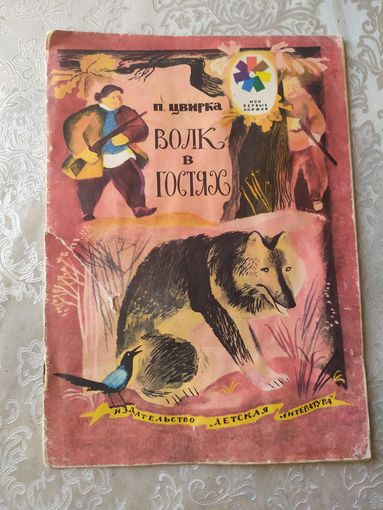 П. ЦВИРКА
МОИ
ПЕРВЫЕ
КНИЖКИ
ВОЛК
В
ГОСТЯХ
ИЗДАТЕЛЬСТВО „ДЕТСКАЯ ЛИТЕРАТУРА“